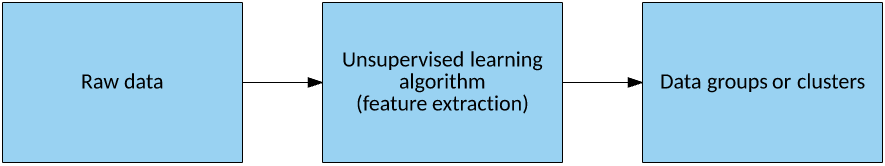 Raw data
Unsupervised learning
algorithm
(feature extraction)
Data groups or clusters